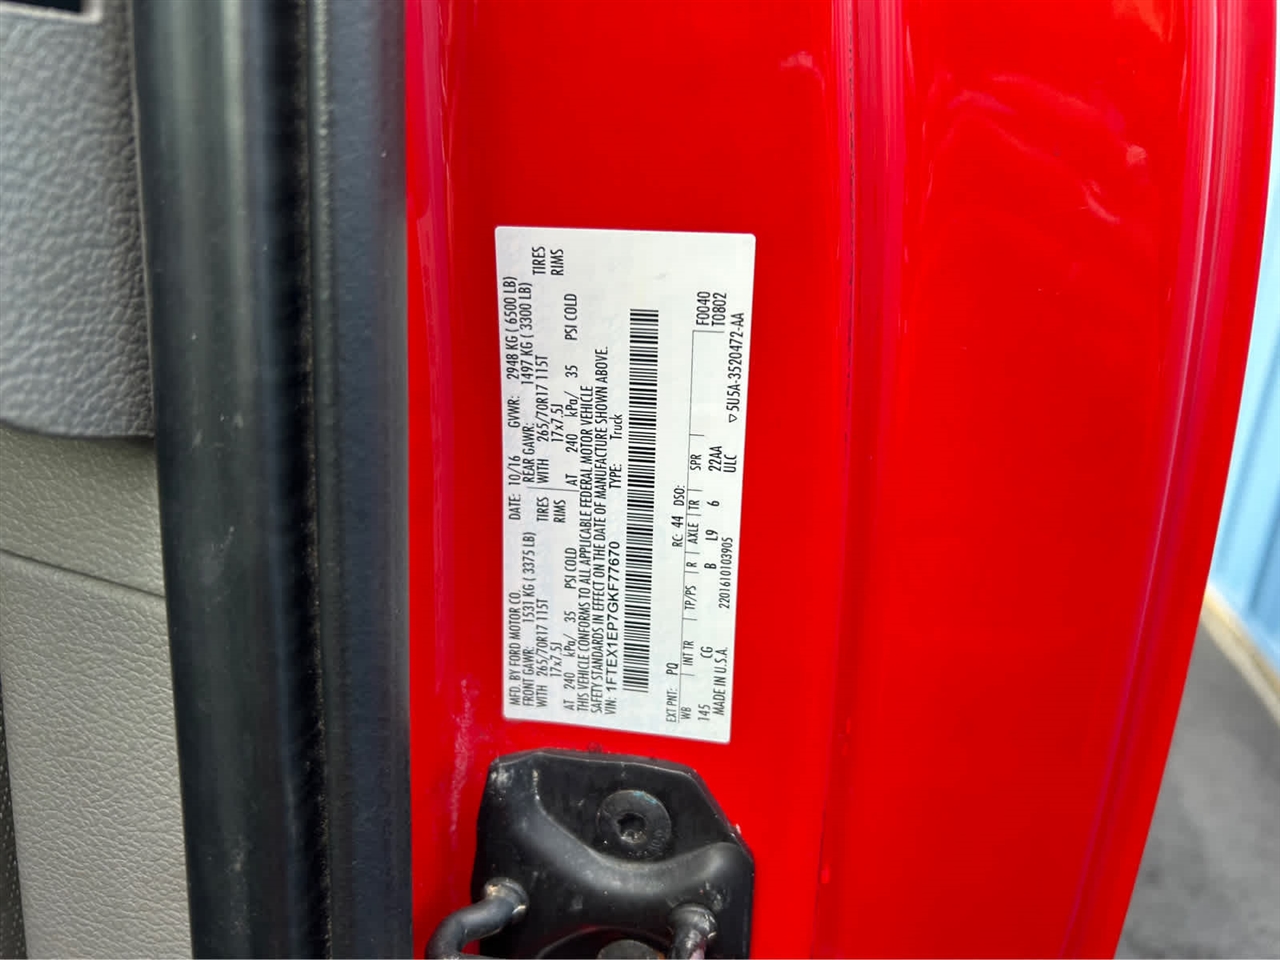 MFD. BY FORD MOTOR CO.
DATE: 10/16 GVWR: 2948 KG ( 6500 LB)
FRONT GAWR: 1531 KG ( 3375 LB)
REAR GAWR: 1497 KG ( 3300 LB)
WITH 265/70R17 115T TIRES
WITH 265/70R17 115T TIRES
17x7.5J RIMS
17x7.5J RIMS
AT 240 kPa/ 35 PSI COLD
AT 240 kPa/ 35 PSI COLD
THIS VEHICLE CONFORMS TO ALL APPLICABLE FEDERAL MOTOR VEHICLE
SAFETY STANDARDS IN EFFECT ON THE DATE OF MANUFACTURE SHOWN ABOVE.
VIN: 1FTEX1EP7GKF77670 TYPE: Truck
EXT PNT: PQ RC: 44 DSO:
WB INT TR TP/PS R AXLE TR SPR F0040
145 CG B L9 6 22AA T0802
MADE IN U.S.A. 2201610103905 ULC ▽5U5A-3520472-AA